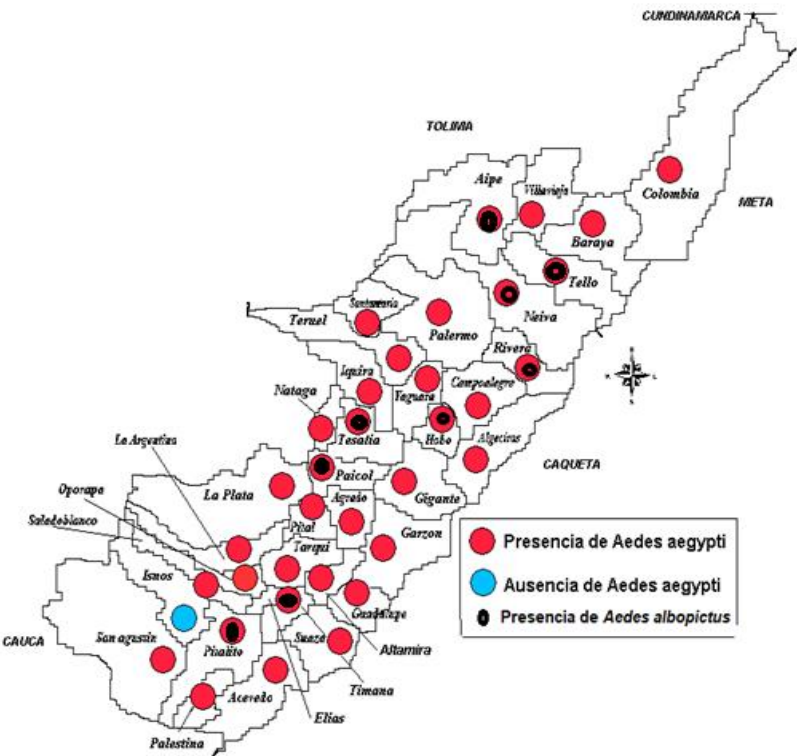 CUNDINAMARCA
TOLIMA
Aipe
Villavieja
Colombia
META
Baraya
Tello
Santamaria
Teruel
Palermo
Neiva
Rivera
Iquira
Yaguara
Campoalegre
Nataga
Tesalia
Hobo
Algeciras
La Argentina
CAQUETA
Paicol
Oporapa
La Plata
Agrado
Gigante
Saladoblanco
Pital
Garzon
Tarqui
Isnos
Guadalupe
CAUCA
San agustin
Pitalito
Suaza
Altamira
Timana
Acevedo
Elias
Palestina
Presencia de Aedes aegypti
Ausencia de Aedes aegypti
Presencia de Aedes albopictus